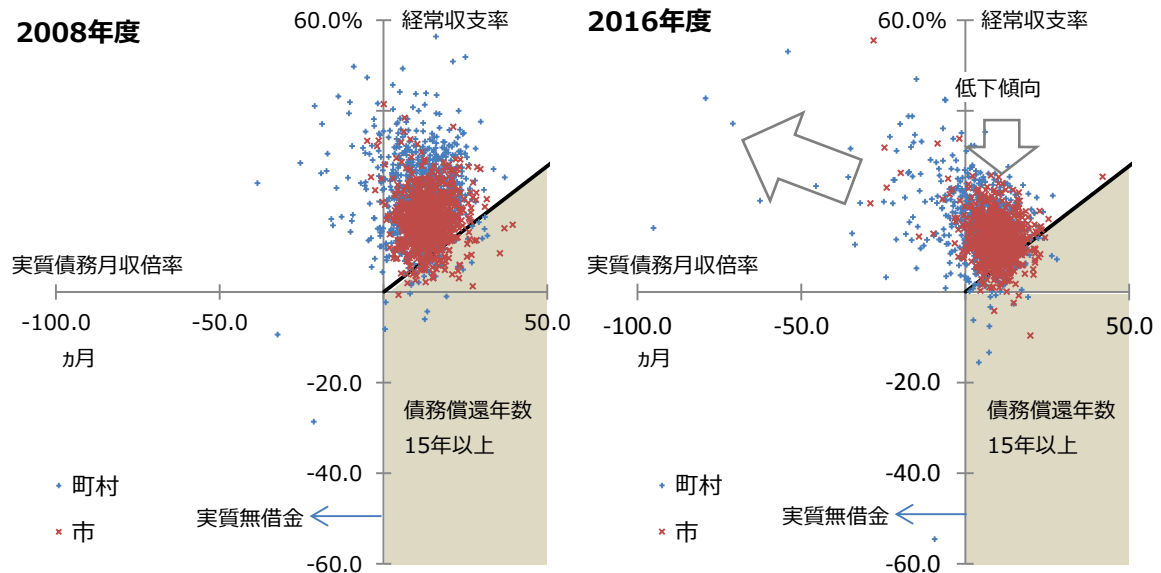 2008年度
60.0%
経常収支率
実質債務月収倍率
-100.0
-50.0
0.0
50.0
ヵ月
-20.0
債務償還年数
15年以上
-40.0
町村
実質無借金
市
-60.0
2016年度
60.0%
経常収支率
低下傾向
実質債務月収倍率
-100.0
-50.0
0.0
50.0
ヵ月
-20.0
債務償還年数
15年以上
-40.0
町村
実質無借金
市
-60.0